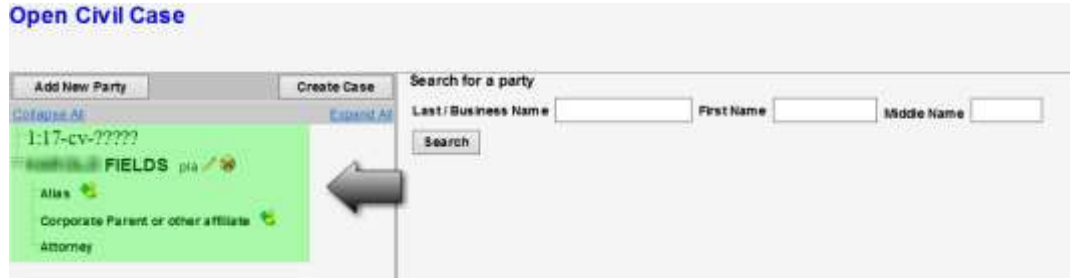 Open Civil Case
Add New Party
Create Case
Collapse All
Expand All
1:17-cv-?????
FIELDS pla
Alias
Corporate Parent or other affiliate
Attorney
Search for a party
Last / Business Name
First Name
Middle Name
Search